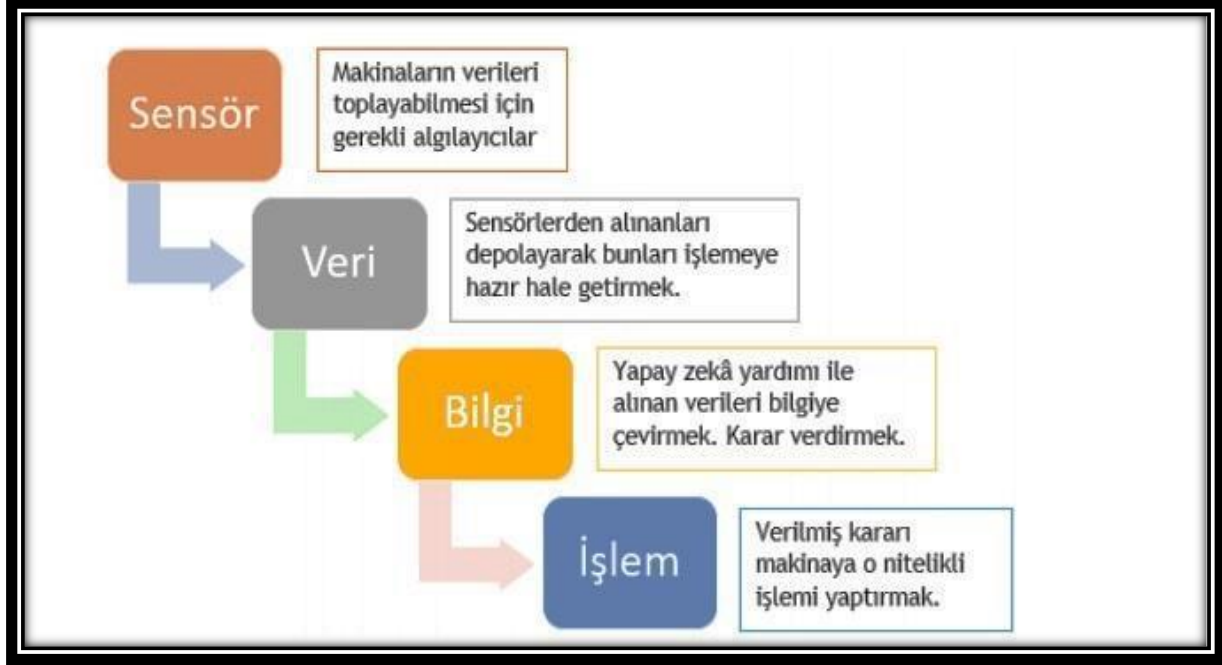 Sensör
Makinaların verileri
toplayabilmesi için
gerekli algılayıcılar
Veri
Sensörlerden alınanları
depolayarak bunları işlemeye
hazır hale getirmek.
Bilgi
Yapay zekâ yardımı ile
alınan verileri bilgiye
çevirmek. Karar verdirmek.
İşlem
Verilmiş kararı
makinaya o nitelikli
işlemi yaptırmak.